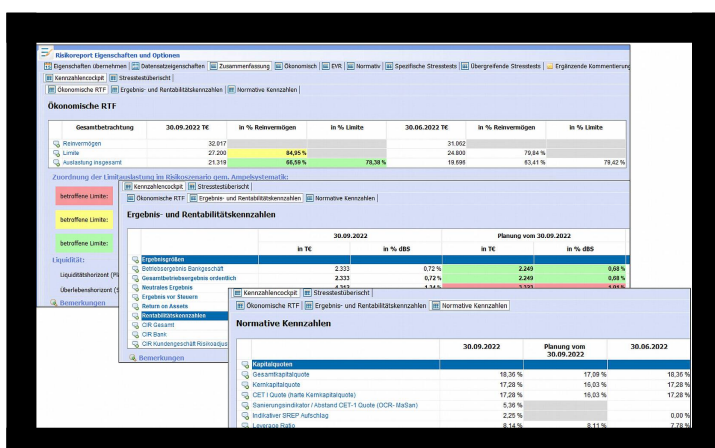 Risikoreport Eigenschaften und Optionen
Eigenschaften übernehmen | Datensatzeigenschaften | Zusammenfassung | Ökonomisch | EVR | Normativ | Spezifische Stresstests | Übergreifende Stresstests | Ergänzende Kommentierung
Kennzahlencockpit | Stresstestüberischt
Ökonomische RTF | Ergebnis- und Rentabilitätskennzahlen | Normative Kennzahlen
Ökonomische RTF
Gesamtbetrachtung 30.09.2022 T€ in % Reinvermögen in % Limite 30.06.2022 T€ in % Reinvermögen in % Limite
Reinvermögen 32.017 31.062
Limite 27.200 84,95 % 24.800 79,84 %
Auslastung insgesamt 21.319 66,59 % 78,38 % 19.696 63,41 % 79,42 %
Zuordnung der Limitauslastung im Risikoszenario gem. Ampelsystematik:
betroffene Limite:
betroffene Limite:
betroffene Limite:
Liquidität:
Liquiditätshorizont
Überlebenshorizont
Bemerkungen
Kennzahlencockpit | Stresstestüberischt
Ökonomische RTF | Ergebnis- und Rentabilitätskennzahlen | Normative Kennzahlen
Ergebnis- und Rentabilitätskennzahlen
30.09.2022 Planung vom 30.09.2022
in T€ in % dBS in T€ in % dBS
Ergebnisgrößen
Betriebsergebnis Bankgeschäft 2.333 0,72 % 2.249 0,68 %
Gesamtbetriebsergebnis ordentlich 2.333 0,72 % 2.249 0,68 %
Neutrales Ergebnis
Ergebnis vor Steuern
Return on Assets
Rentabilitätskennzahlen
CIR Gesamt
CIR Bank
CIR Kundengeschäft Risikoadjus
Bemerkungen
Kennzahlencockpit | Stresstestüberischt
Ökonomische RTF | Ergebnis- und Rentabilitätskennzahlen | Normative Kennzahlen
Normative Kennzahlen
30.09.2022 Planung vom 30.09.2022 30.06.2022
Kapitalquoten
Gesamtkapitalquote 18,36 % 17,09 % 18,36 %
Kernkapitalquote 17,28 % 16,03 % 17,28 %
CET I Quote (harte Kernkapitalquote) 17,28 % 16,03 % 17,28 %
Sanierungsindikator / Abstand CET-1 Quote (OCR- MaSan) 5,36 %
Indikativer SREP Aufschlag 2,25 % 0,00 %
Leverage Ratio 8,14 % 8,11 % 7,78 %